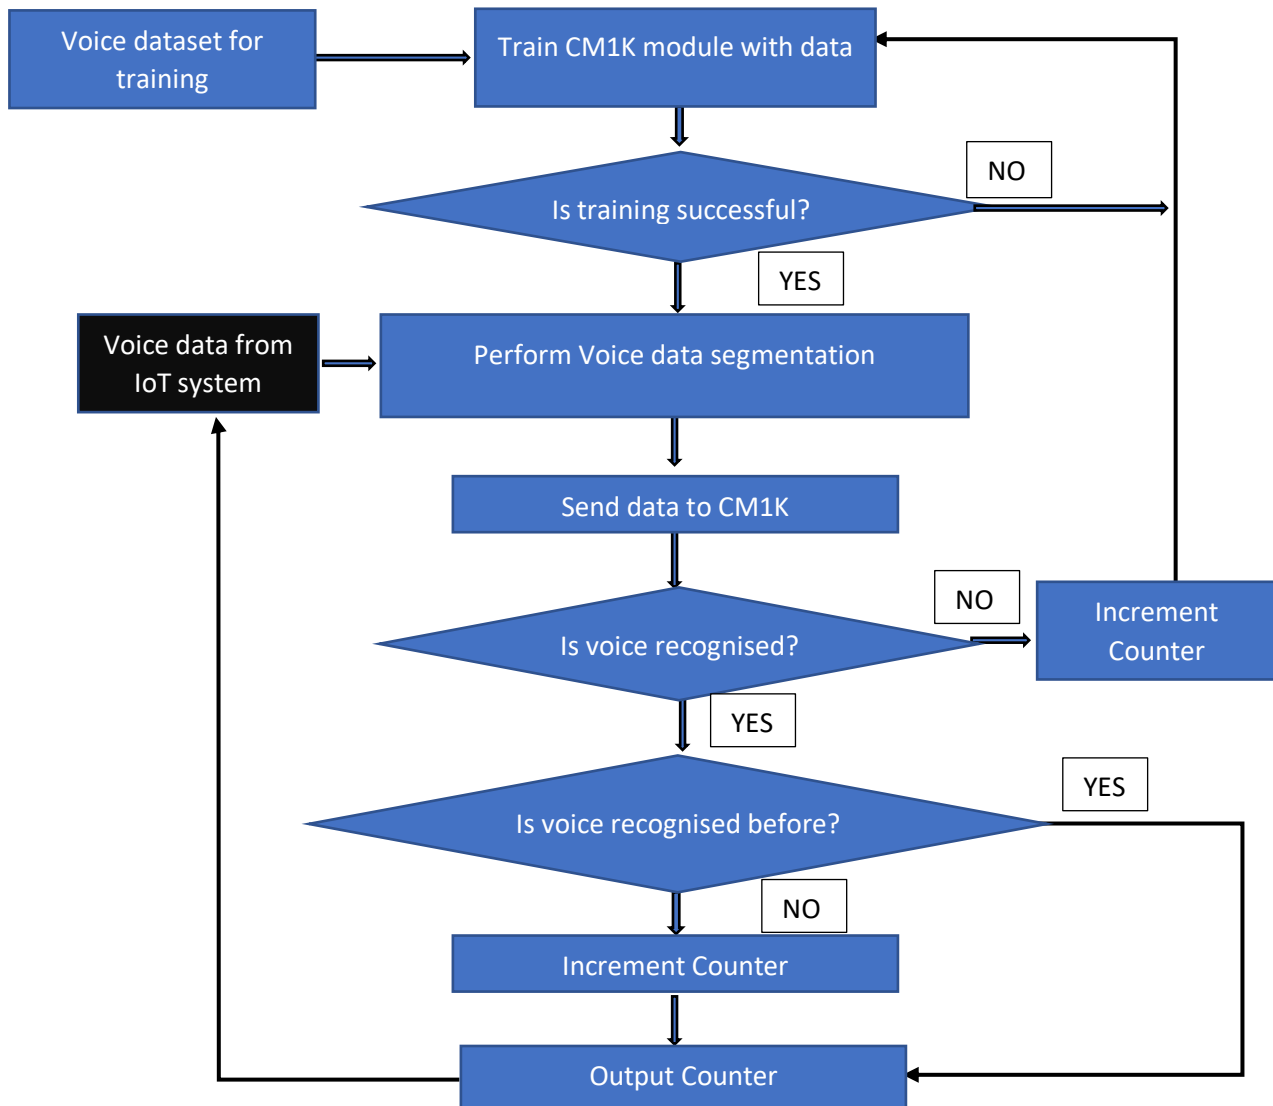 Voice dataset for
training
Train CM1K module with data
Is training successful?
NO
YES
Voice data from
IoT system
Perform Voice data segmentation
Send data to CM1K
Is voice recognised?
NO
Increment
Counter
YES
Is voice recognised before?
YES
NO
Increment Counter
Output Counter